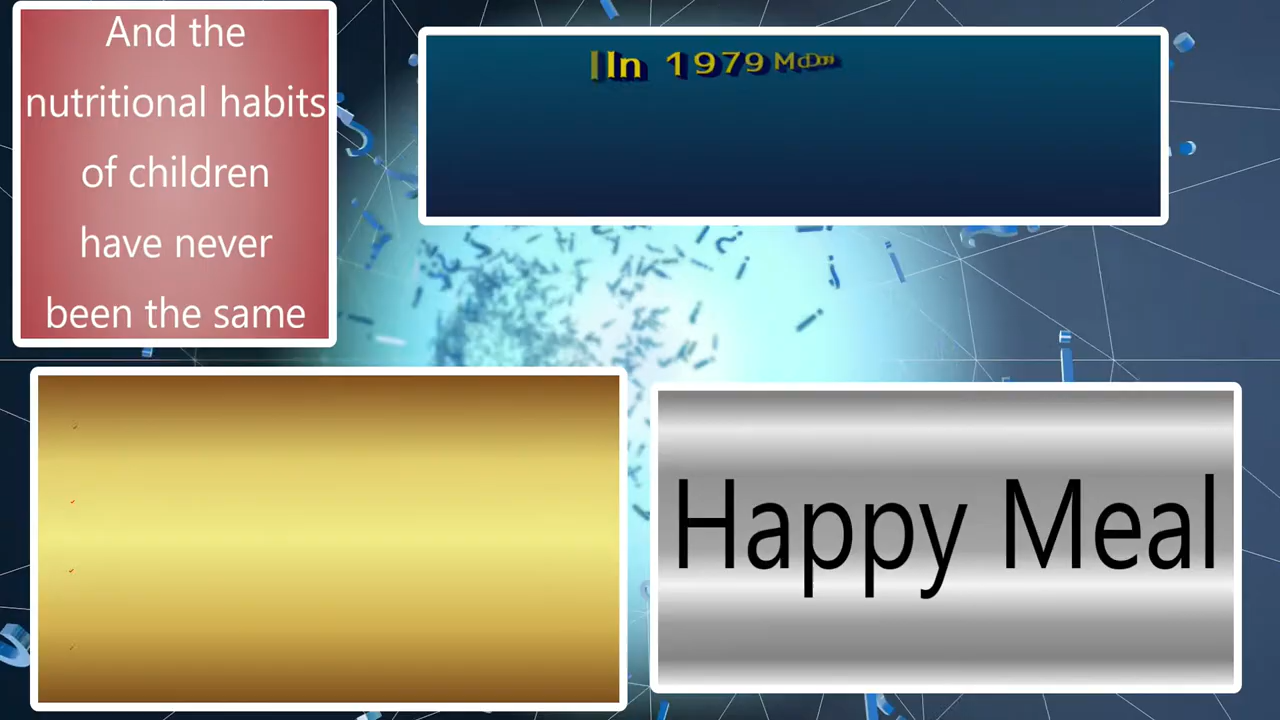 And the
nutritional habits
of children
have never
been the same
In 1979
Happy Meal